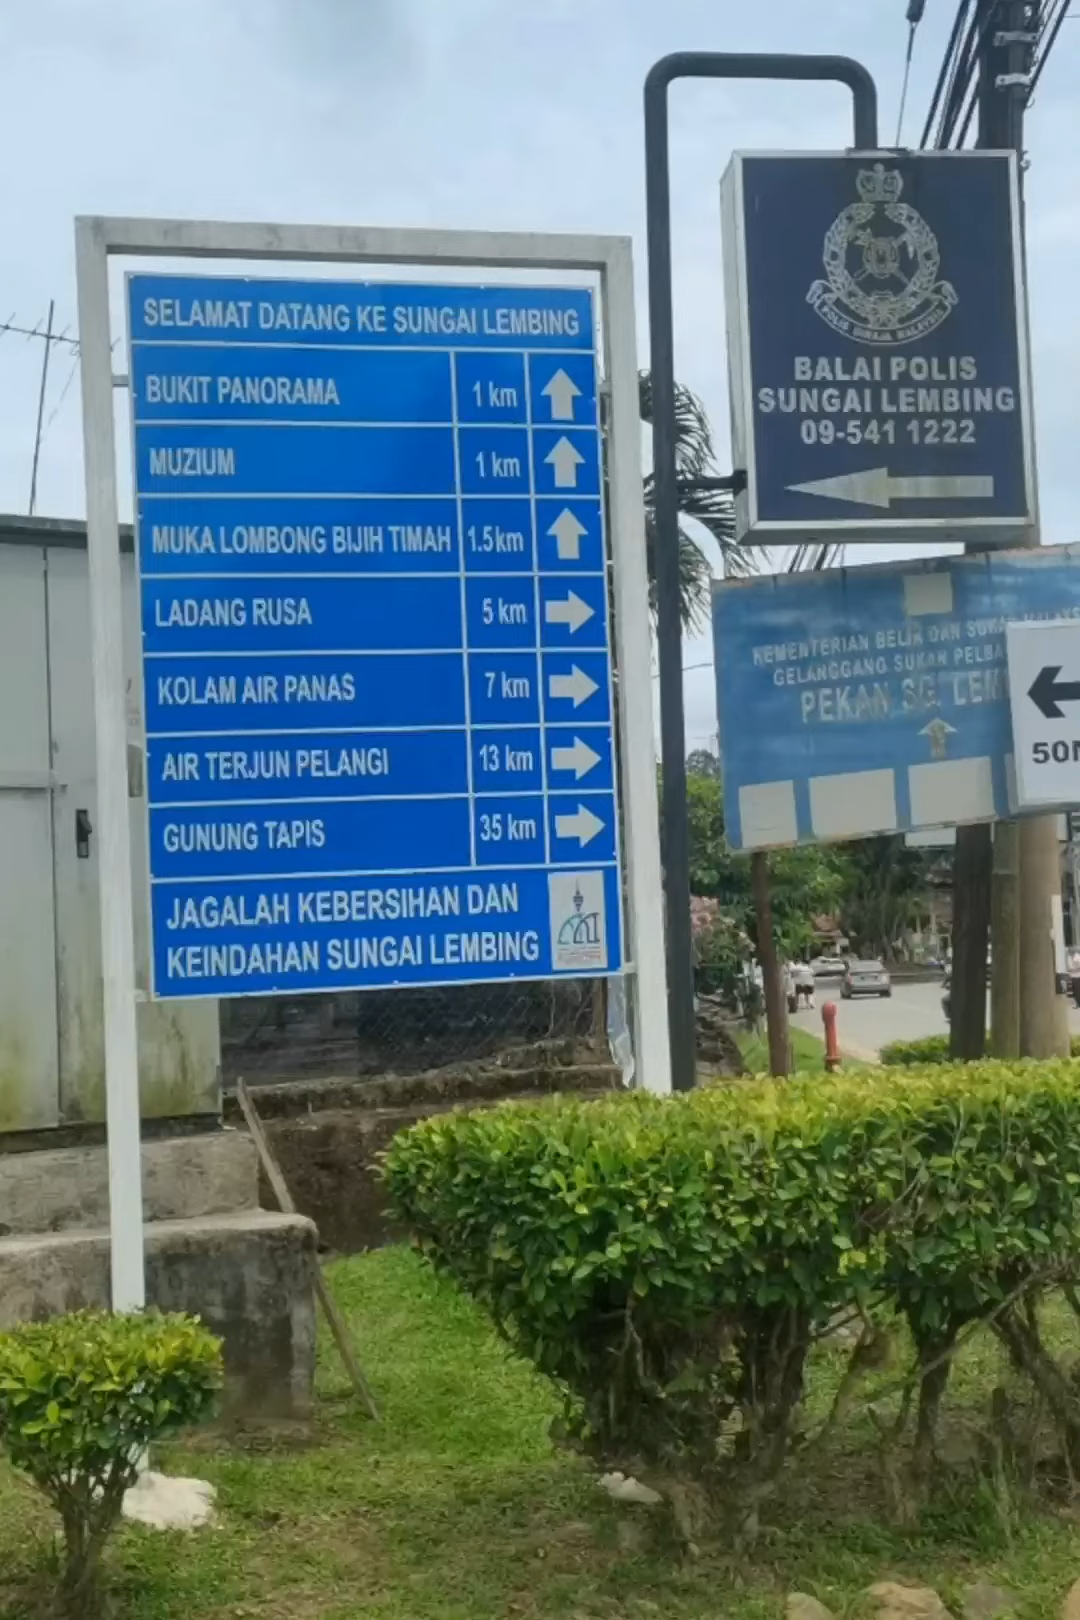 SELAMAT DATANG KE SUNGAI LEMBING
BUKIT PANORAMA 1 km
MUZIUM 1 km
MUKA LOMBONG BIJIH TIMAH 1.5km
LADANG RUSA 5 km
KOLAM AIR PANAS 7 km
AIR TERJUN PELANGI 13 km
GUNUNG TAPIS 35 km
JAGALAH KEBERSIHAN DAN
KEINDAHAN SUNGAI LEMBING
POLIS DIRAJA MALAYSIA
BALAI POLIS
SUNGAI LEMBING
09-541 1222
KEMENTERIAN BELIA DAN SUKAN
GELANGGANG SUKAN
PEKAN SG.